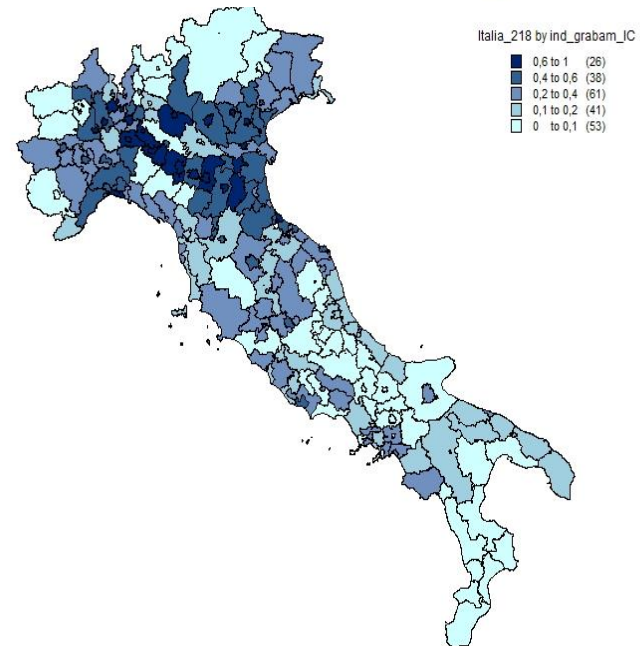 Italia_218 by ind_grabam_IC
0,6 to 1 (26)
0,4 to 0,6 (38)
0,2 to 0,4 (61)
0,1 to 0,2 (41)
0 to 0,1 (53)